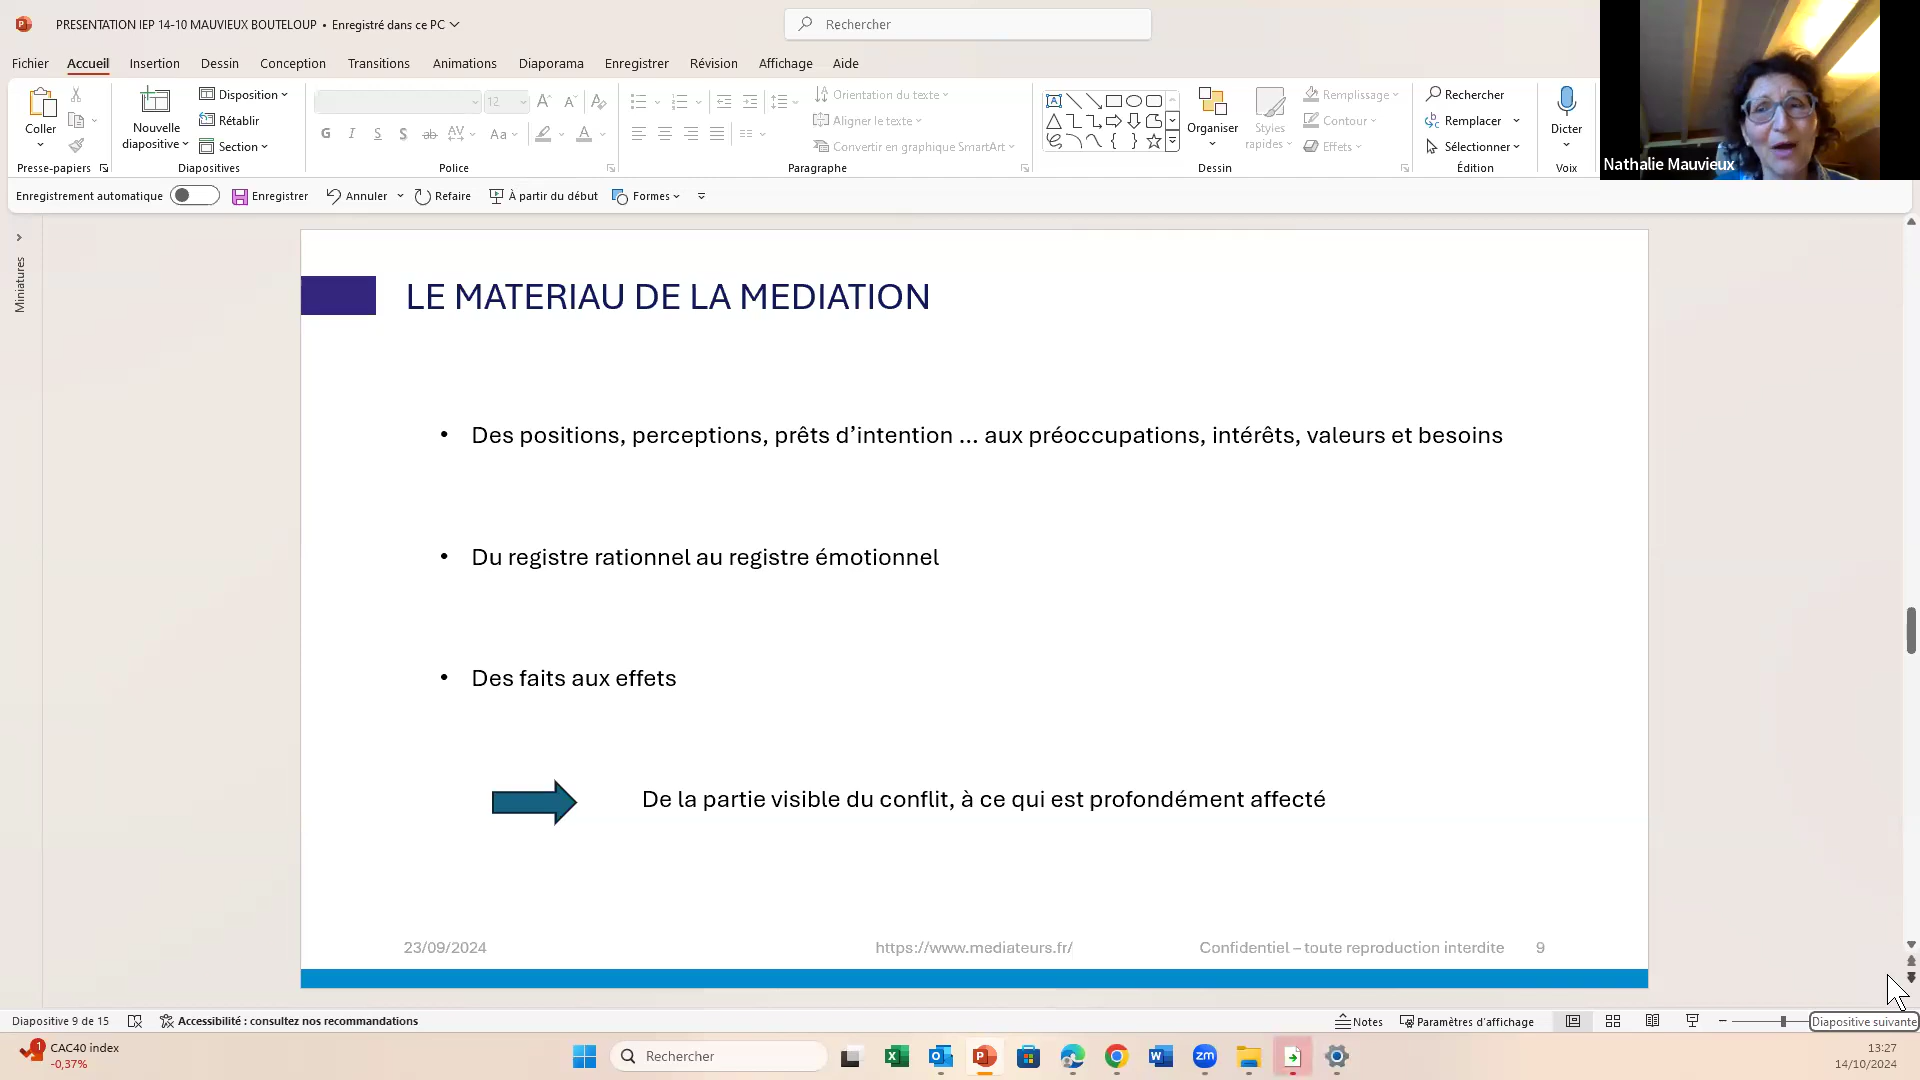 PRESENTATION IEP 14-10 MAUVIEUX BOUTELOUP • Enregistré dans ce PC
Rechercher
Fichier Accueil Insertion Dessin Conception Transitions Animations Diaporama Enregistrer Révision Affichage Aide
Coller
Nouvelle diapositive
Disposition
Rétablir
Section
12
G I S S ab AV Aa A
Orientation du texte
Aligner le texte
Convertir en graphique SmartArt
Organiser
Styles rapides
Remplissage
Contour
Effets
Rechercher
Remplacer
Sélectionner
Dicter
Presse-papiers Diapositives Police Paragraphe Dessin Édition Voix
Nathalie Mauvieux
Enregistrement automatique Enregistrer Annuler Refaire À partir du début Formes
Miniatures
LE MATERIAU DE LA MEDIATION
• Des positions, perceptions, prêts d’intention … aux préoccupations, intérêts, valeurs et besoins
• Du registre rationnel au registre émotionnel
• Des faits aux effets
De la partie visible du conflit, à ce qui est profondément affecté
23/09/2024 https://www.mediateurs.fr/ Confidentiel – toute reproduction interdite 9
Diapositive 9 de 15 Accessibilité : consultez nos recommandations Notes Paramètres d'affichage Diapositive suivante
1 CAC40 index
-0,37%
Rechercher
zm
13:27
14/10/2024